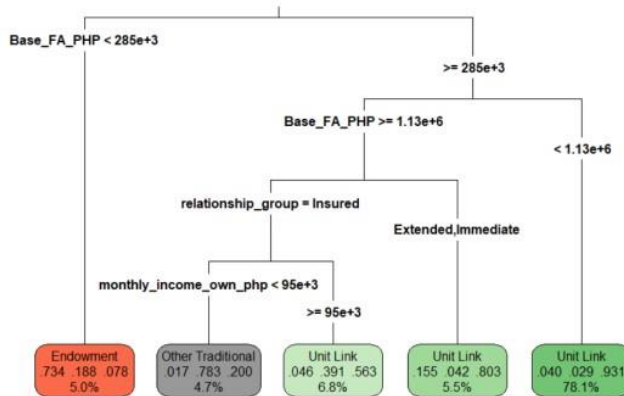 Base_FA_PHP < 285e+3
>= 285e+3
Base_FA_PHP >= 1.13e+6
< 1.13e+6
relationship_group = Insured
Extended,Immediate
monthly_income_own_php < 95e+3
>= 95e+3
Endowment
.734 .188 .078
5.0%
Other Traditional
.017 .783 .200
4.7%
Unit Link
.046 .391 .563
6.8%
Unit Link
.155 .042 .803
5.5%
Unit Link
.040 .029 .931
78.1%